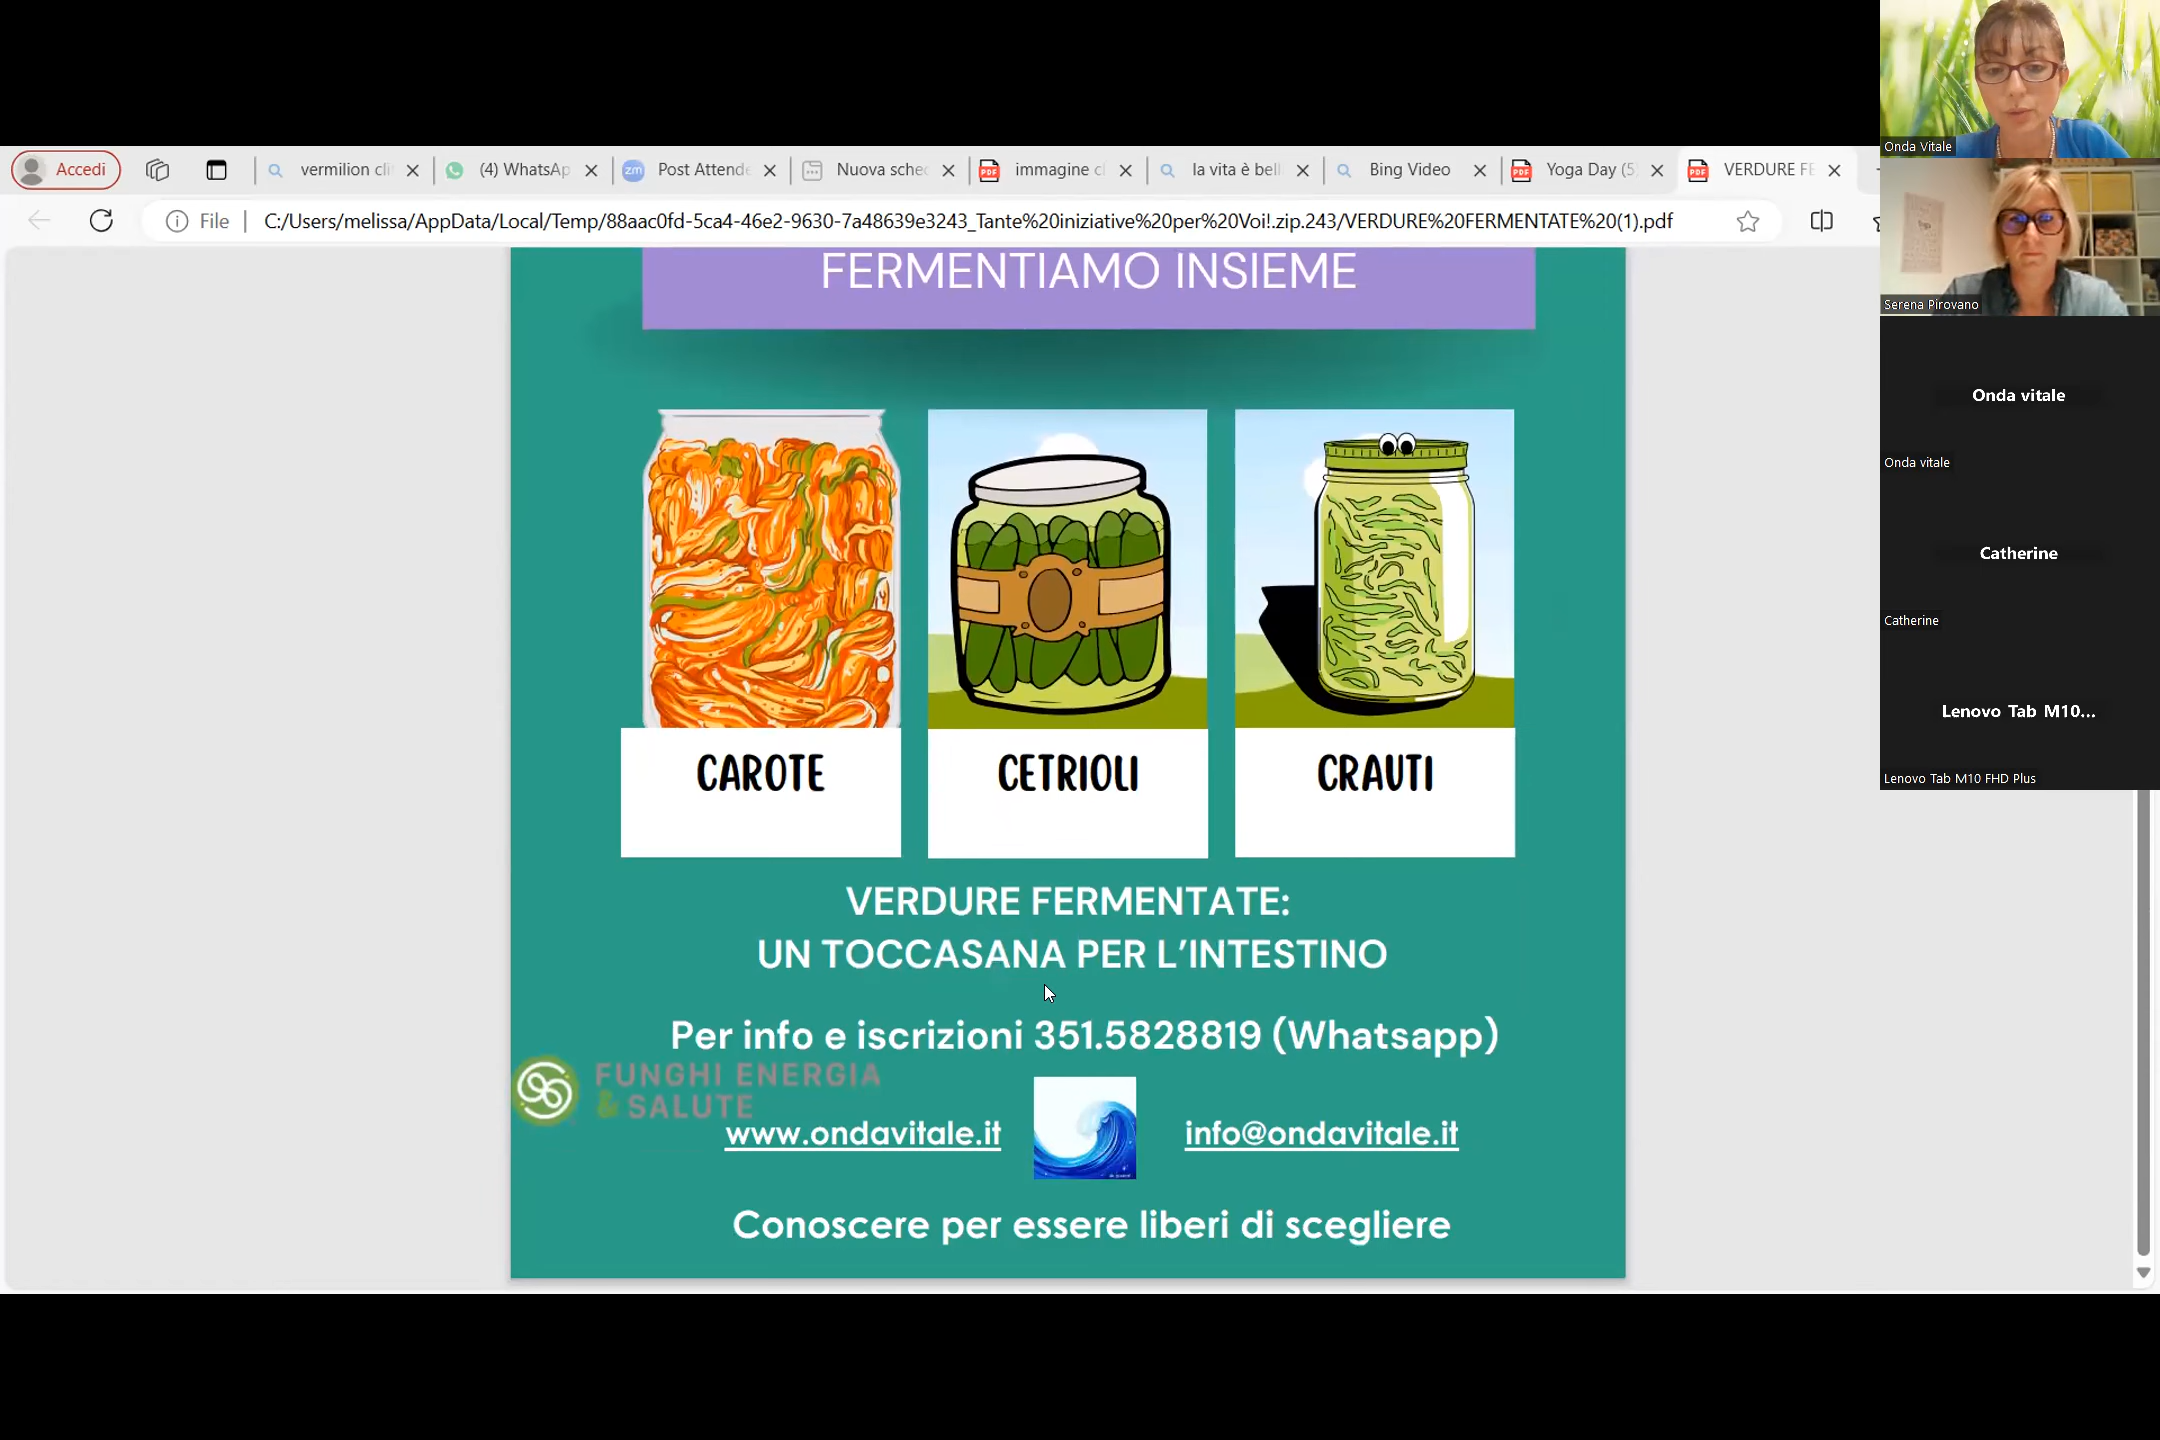 Accedi
vermilion cli
(4) WhatsAp
Post Attende
Nuova sche
immagine c
la vita è bell
Bing Video
Yoga Day (5
VERDURE FE
File
C:/Users/melissa/AppData/Local/Temp/88aac0fd-5ca4-46e2-9630-7a48639e3243_Tante%20iniziative%20per%20Voi!.zip.243/VERDURE%20FERMENTATE%20(1).pdf
FERMENTIAMO INSIEME
CAROTE
CETRIOLI
CRAUTI
VERDURE FERMENTATE:
UN TOCCASANA PER L'INTESTINO
Per info e iscrizioni 351.5828819 (Whatsapp)
FUNGHI ENERGIA
& SALUTE
www.ondavitale.it
info@ondavitale.it
Conoscere per essere liberi di scegliere
Onda Vitale
Serena Pirovano
Onda vitale
Onda vitale
Catherine
Catherine
Lenovo Tab M10...
Lenovo Tab M10 FHD Plus